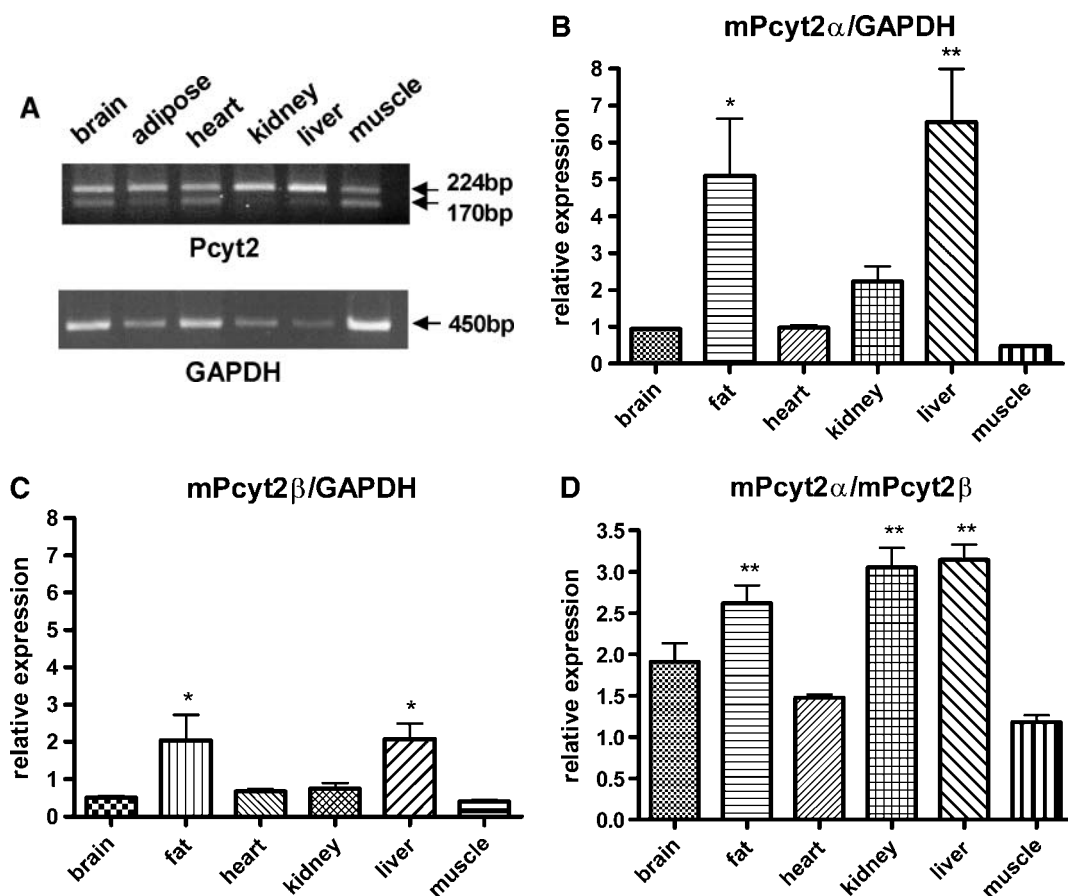 A
brain adipose heart kidney liver muscle
224bp
170bp
Pcyt2
450bp
GAPDH
B
mPcyt2α/GAPDH
relative expression
8
7
6
5
4
3
2
1
0
*
**
brain fat heart kidney liver muscle
C
mPcyt2β/GAPDH
relative expression
8
7
6
5
4
3
2
1
0
*
*
brain fat heart kidney liver muscle
D
mPcyt2α/mPcyt2β
relative expression
3.5
3.0
2.5
2.0
1.5
1.0
0.5
0.0
**
**
**
brain fat heart kidney liver muscle